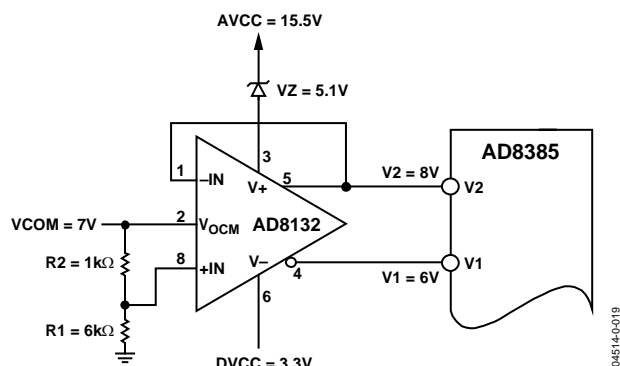 AVCC = 15.5V
VZ = 5.1V
3
1
–IN
V+
5
V2 = 8V
AD8385
V2
VCOM = 7V
2
VOCM
AD8132
R2 = 1kΩ
8
+IN
V–
4
V1 = 6V
V1
6
R1 = 6kΩ
DVCC = 3.3V
04514-0-019